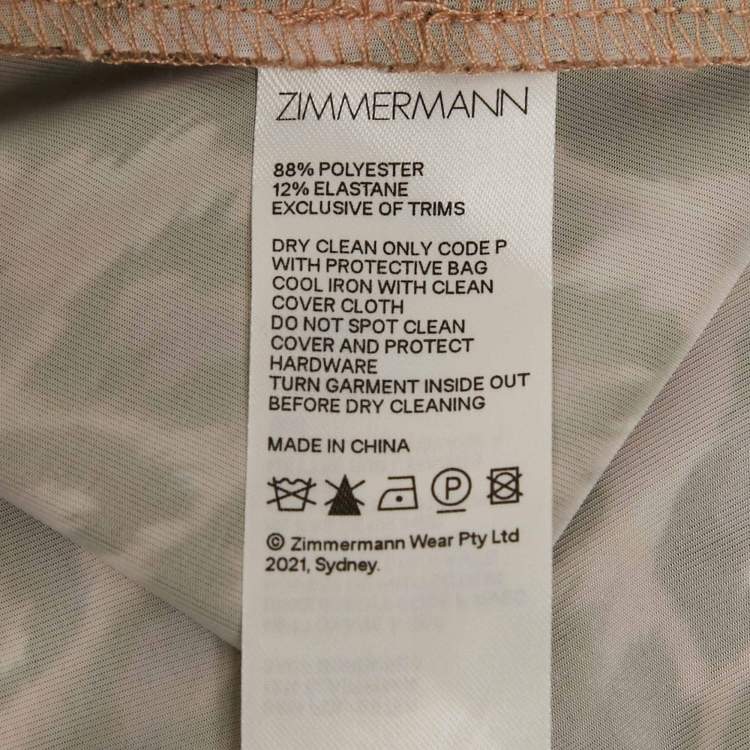 ZIMMERMANN
88% POLYESTER
12% ELASTANE
EXCLUSIVE OF TRIMS
DRY CLEAN ONLY CODE P
WITH PROTECTIVE BAG
COOL IRON WITH CLEAN
COVER CLOTH
DO NOT SPOT CLEAN
COVER AND PROTECT
HARDWARE
TURN GARMENT INSIDE OUT
BEFORE DRY CLEANING
MADE IN CHINA
P
© Zimmermann Wear Pty Ltd
2021, Sydney.